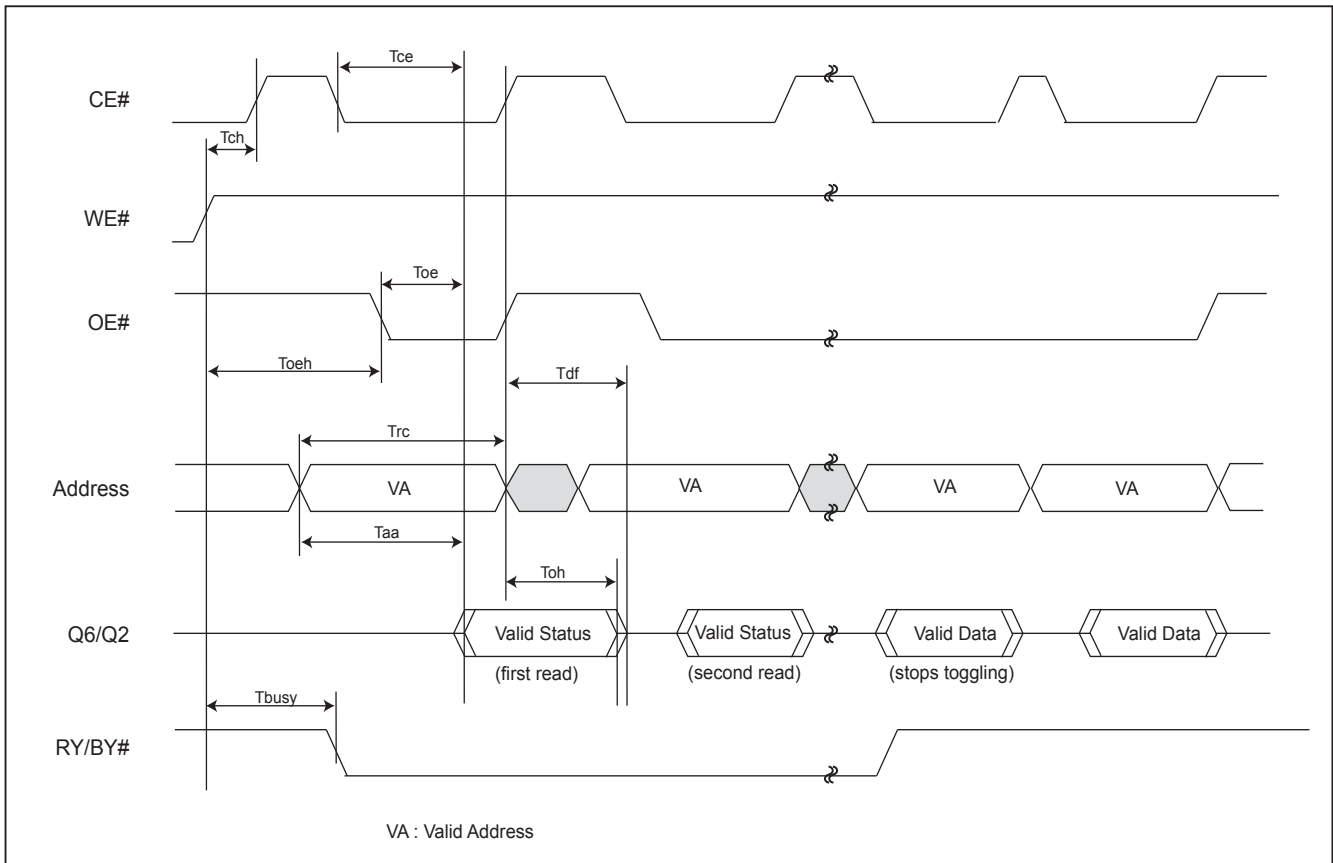 Tce
CE#
Tch
WE#
Toe
OE#
Toeh
Tdf
Trc
Address
VA
VA
VA
VA
Taa
Toh
Q6/Q2
Valid Status
Valid Status
Valid Data
Valid Data
(first read)
(second read)
(stops toggling)
Tbusy
RY/BY#
VA : Valid Address